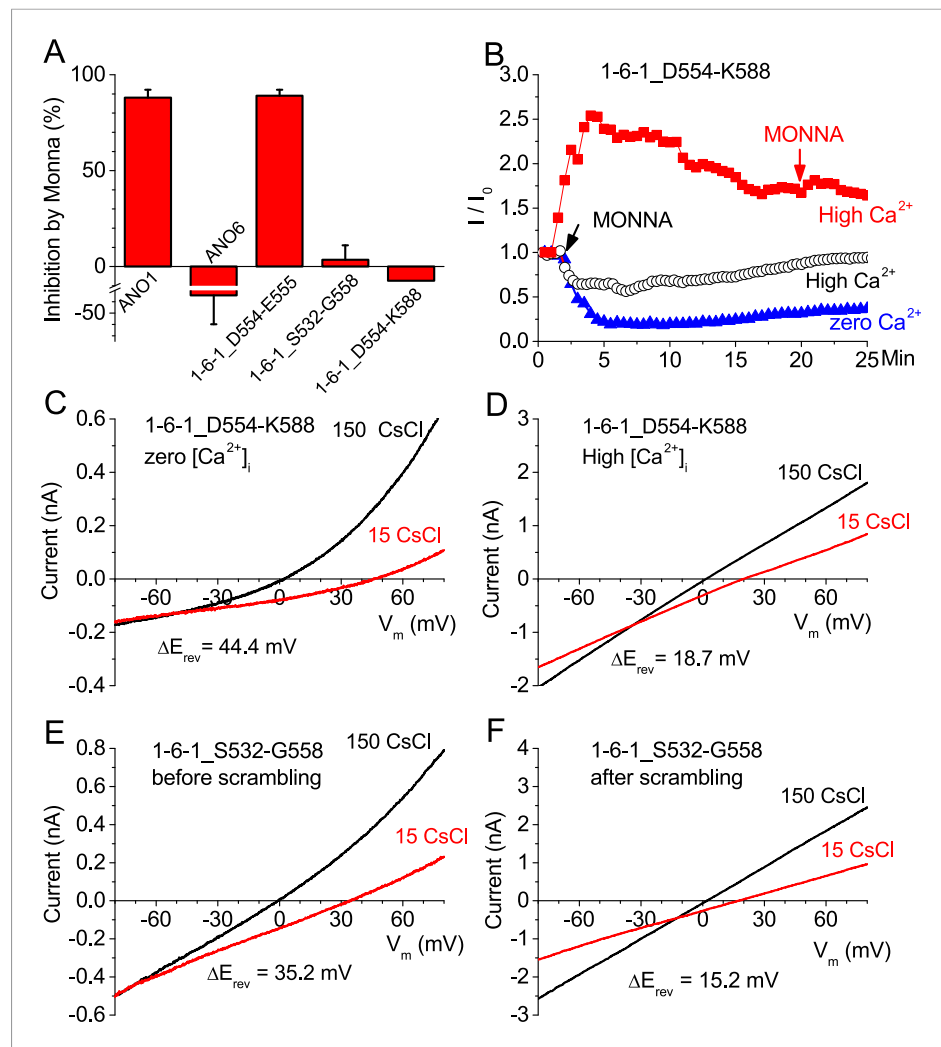 A
Inhibition by Monna (%)
100
50
0
-50
ANO1
ANO6
1-6-1_D554-E555
1-6-1_S532-G558
1-6-1_D554-K588
B
1-6-1_D554-K588
I / I0
3.0
2.5
2.0
1.5
1.0
0.5
0.0
MONNA
High Ca2+
MONNA
High Ca2+
zero Ca2+
0 5 10 15 20 25 Min
C
1-6-1_D554-K588
zero [Ca2+]i
150 CsCl
15 CsCl
Current (nA)
0.6
0.4
0.2
0.0
-0.2
-0.4
-60 -30 0 30 60
Vm (mV)
ΔErev = 44.4 mV
D
1-6-1_D554-K588
High [Ca2+]i
150 CsCl
15 CsCl
Current (nA)
3
2
1
0
-1
-2
-60 -30 0 30 60
Vm (mV)
ΔErev = 18.7 mV
E
1-6-1_S532-G558
before scrambling
150 CsCl
15 CsCl
Current (nA)
0.8
0.6
0.4
0.2
0.0
-0.2
-0.4
-0.6
-60 -30 0 30 60
Vm (mV)
ΔErev = 35.2 mV
F
1-6-1_S532-G558
after scrambling
150 CsCl
15 CsCl
Current (nA)
4
3
2
1
0
-1
-2
-3
-60 -30 0 30 60
Vm (mV)
ΔErev = 15.2 mV